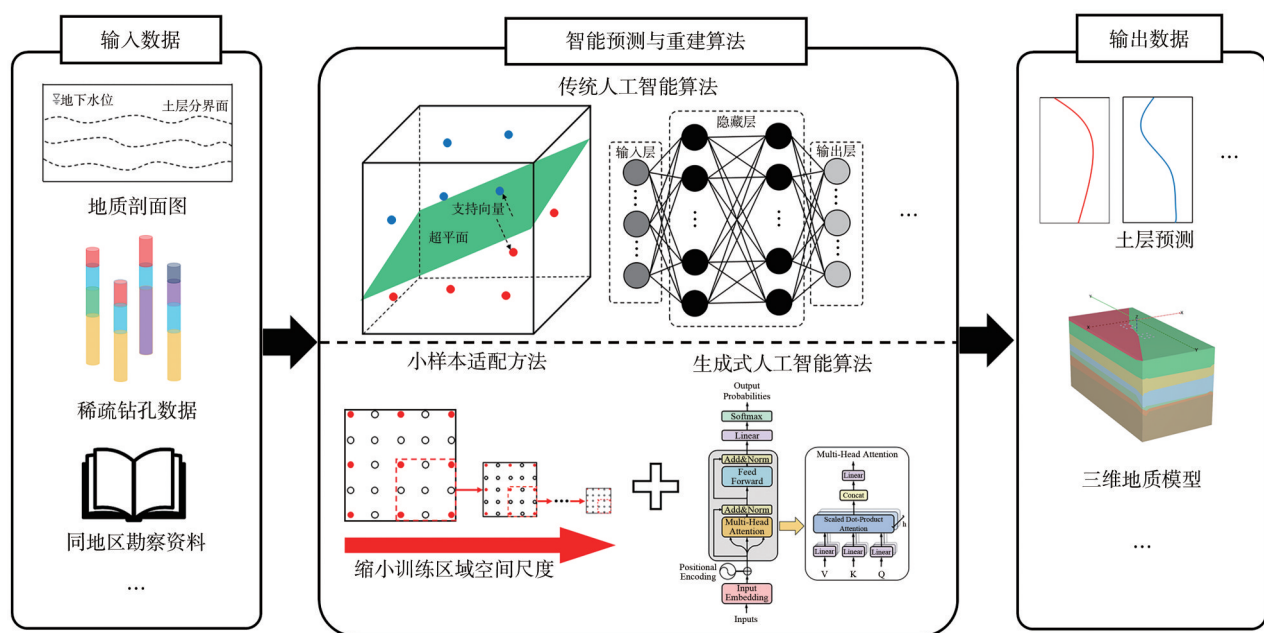 输入数据
地下水位
土层分界面
地质剖面图
稀疏钻孔数据
同地区勘察资料
...
智能预测与重建算法
传统人工智能算法
支持向量
超平面
隐藏层
输入层
输出层
...
小样本适配方法
缩小训练区域空间尺度
生成式人工智能算法
Output
Probabilities
Softmax
Linear
Add&Norm
Feed
Forward
Add&Norm
Multi-Head
Attention
Positional
Encoding
Input
Embedding
Inputs
Multi-Head Attention
Linear
Concat
Scaled Dot-Product
Attention
h
Linear
Linear
Linear
V
K
Q
输出数据
...
土层预测
Y
X
Z
X
Y
三维地质模型
...